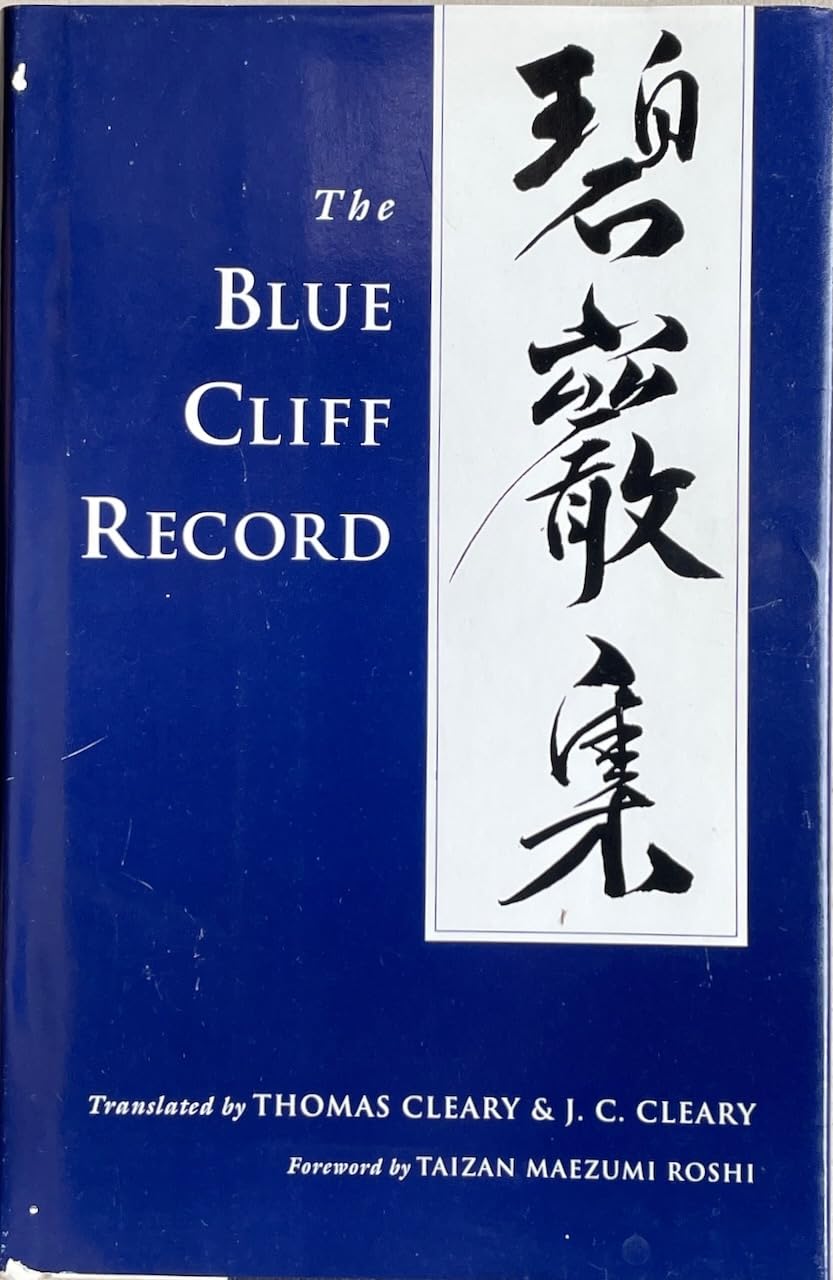 The
BLUE
CLIFF
RECORD
碧巖集
Translated by THOMAS CLEARY & J. C. CLEARY
Foreword by TAIZAN MAEZUMI ROSHI